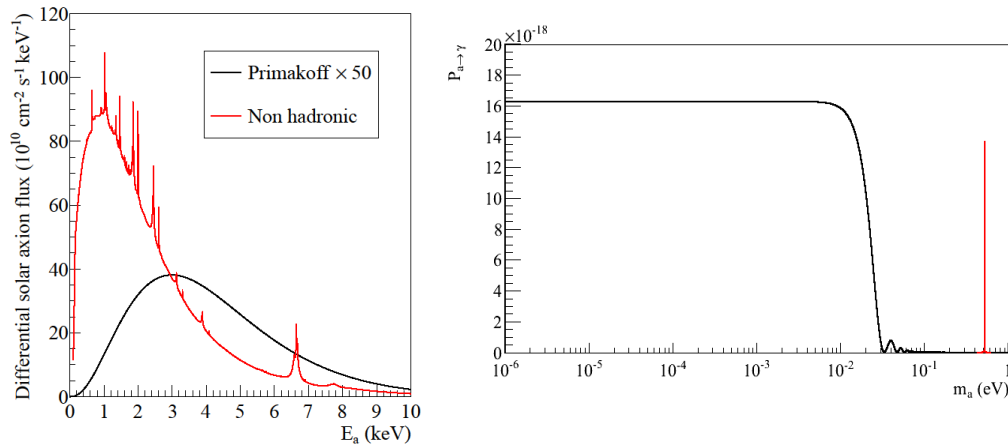 Differential solar axion flux (10¹⁰ cm⁻² s⁻¹ keV⁻¹)
120
100
80
60
40
20
0
Primakoff × 50
Non hadronic
0 1 2 3 4 5 6 7 8 9 10
E_a (keV)
×10⁻¹⁸
P_a→γ
20
18
16
14
12
10
8
6
4
2
0
10⁻⁶ 10⁻⁵ 10⁻⁴ 10⁻³ 10⁻² 10⁻¹ 1
m_a (eV)